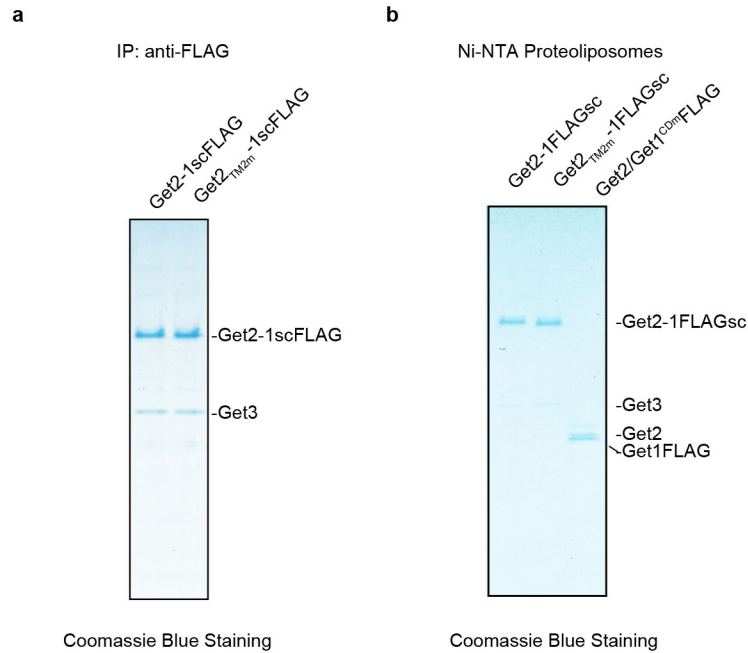 a
IP: anti-FLAG
Get2-1scFLAG
Get2TM2m-1scFLAG
-Get2-1scFLAG
-Get3
Coomassie Blue Staining
b
Ni-NTA Proteoliposomes
Get2-1FLAGsc
Get2TM2m-1FLAGsc
Get2/Get1CDmFLAG
-Get2-1FLAGsc
-Get3
-Get2
-Get1FLAG
Coomassie Blue Staining